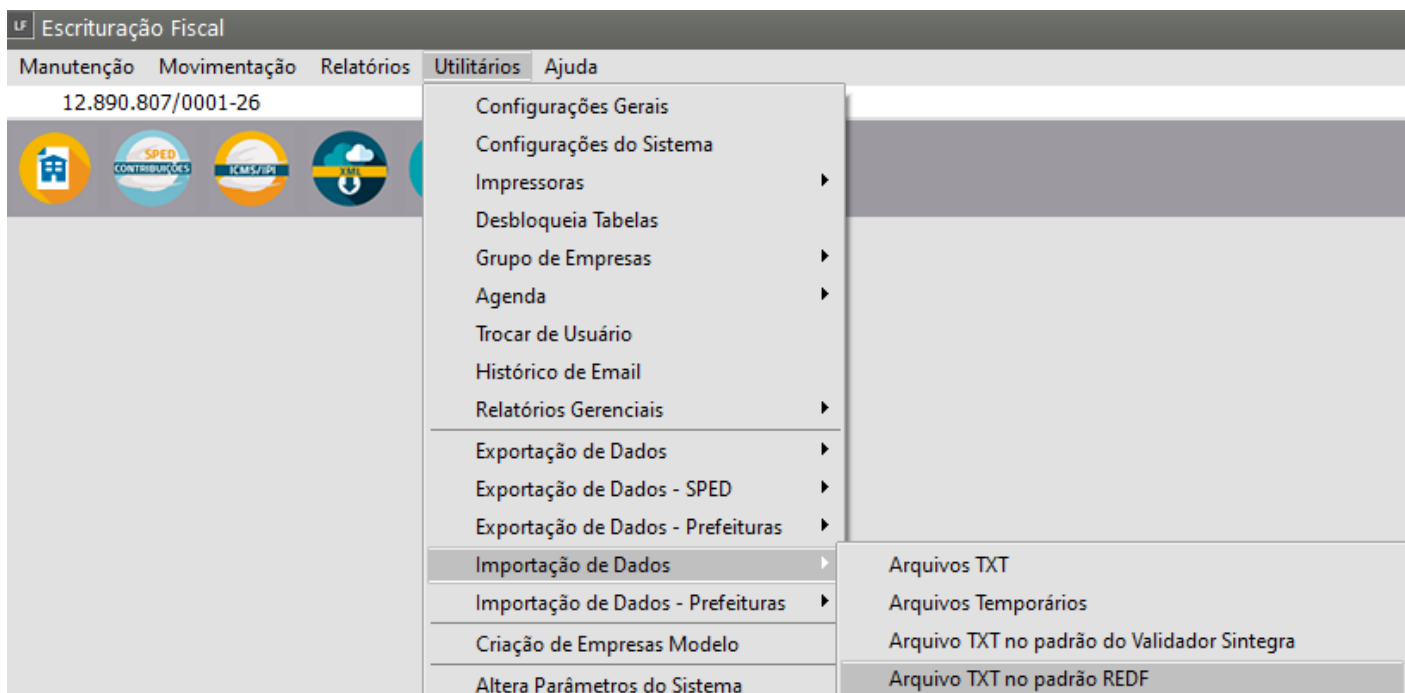 LF Escrituração Fiscal
Manutenção Movimentação Relatórios Utilitários Ajuda
12.890.807/0001-26
SPED
CONTRIBUIÇÕES
ICMS/IPI
XML
Configurações Gerais
Configurações do Sistema
Impressoras
Desbloqueia Tabelas
Grupo de Empresas
Agenda
Trocar de Usuário
Histórico de Email
Relatórios Gerenciais
Exportação de Dados
Exportação de Dados - SPED
Exportação de Dados - Prefeituras
Importação de Dados
Importação de Dados - Prefeituras
Criação de Empresas Modelo
Altera Parâmetros do Sistema
Arquivos TXT
Arquivos Temporários
Arquivo TXT no padrão do Validador Sintegra
Arquivo TXT no padrão REDF